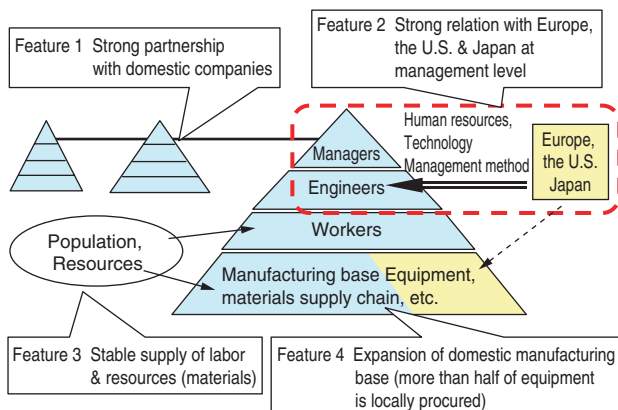 Feature 1 Strong partnership
with domestic companies
Feature 2 Strong relation with Europe,
the U.S. & Japan at
management level
Human resources,
Technology
Management method
Europe,
the U.S.
Japan
Managers
Engineers
Workers
Population,
Resources
Manufacturing base Equipment,
materials supply chain, etc.
Feature 3 Stable supply of labor
& resources (materials)
Feature 4 Expansion of domestic manufacturing
base (more than half of equipment
is locally procured)